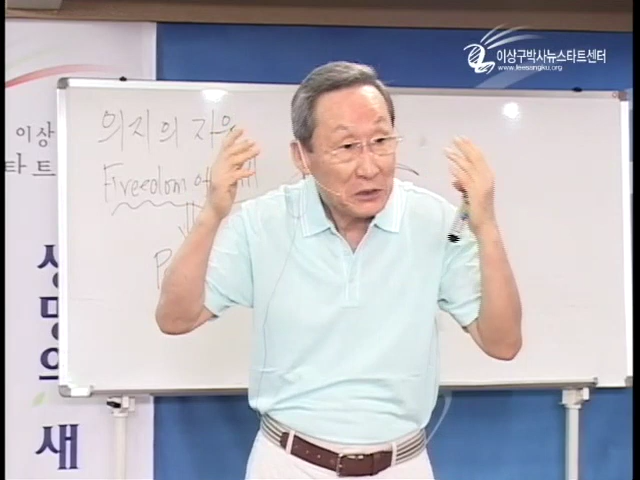 이상구박사뉴스타트센터
www.leesangku.org
이상
타트
의지의 자유
Freedom of
P
생명의
새